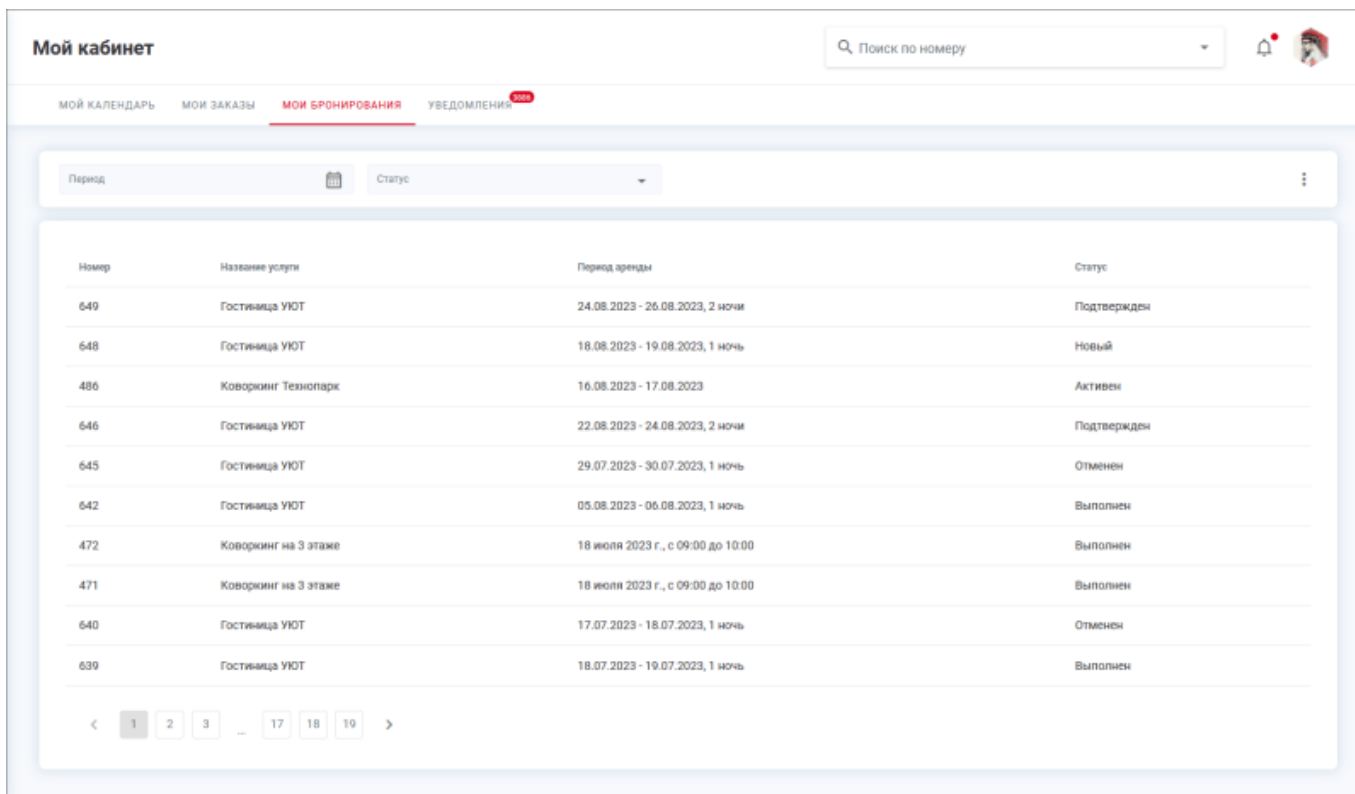 Мой кабинет Поиск по номеру
МОЙ КАЛЕНДАРЬ МОИ ЗАКАЗЫ МОИ БРОНИРОВАНИЯ УВЕДОМЛЕНИЯ
Период Статус
Номер Название услуги Период аренды Статус
649 Гостиница УЮТ 24.08.2023 - 26.08.2023, 2 ночи Подтвержден
648 Гостиница УЮТ 18.08.2023 - 19.08.2023, 1 ночь Новый
486 Коворкинг Технопарк 16.08.2023 - 17.08.2023 Активен
646 Гостиница УЮТ 22.08.2023 - 24.08.2023, 2 ночи Подтвержден
645 Гостиница УЮТ 29.07.2023 - 30.07.2023, 1 ночь Отменен
642 Гостиница УЮТ 05.08.2023 - 06.08.2023, 1 ночь Выполнен
472 Коворкинг на 3 этаже 18 июля 2023 г., с 09:00 до 10:00 Выполнен
471 Коворкинг на 3 этаже 18 июля 2023 г., с 09:00 до 10:00 Выполнен
640 Гостиница УЮТ 17.07.2023 - 18.07.2023, 1 ночь Отменен
639 Гостиница УЮТ 18.07.2023 - 19.07.2023, 1 ночь Выполнен
1 2 3 ... 17 18 19